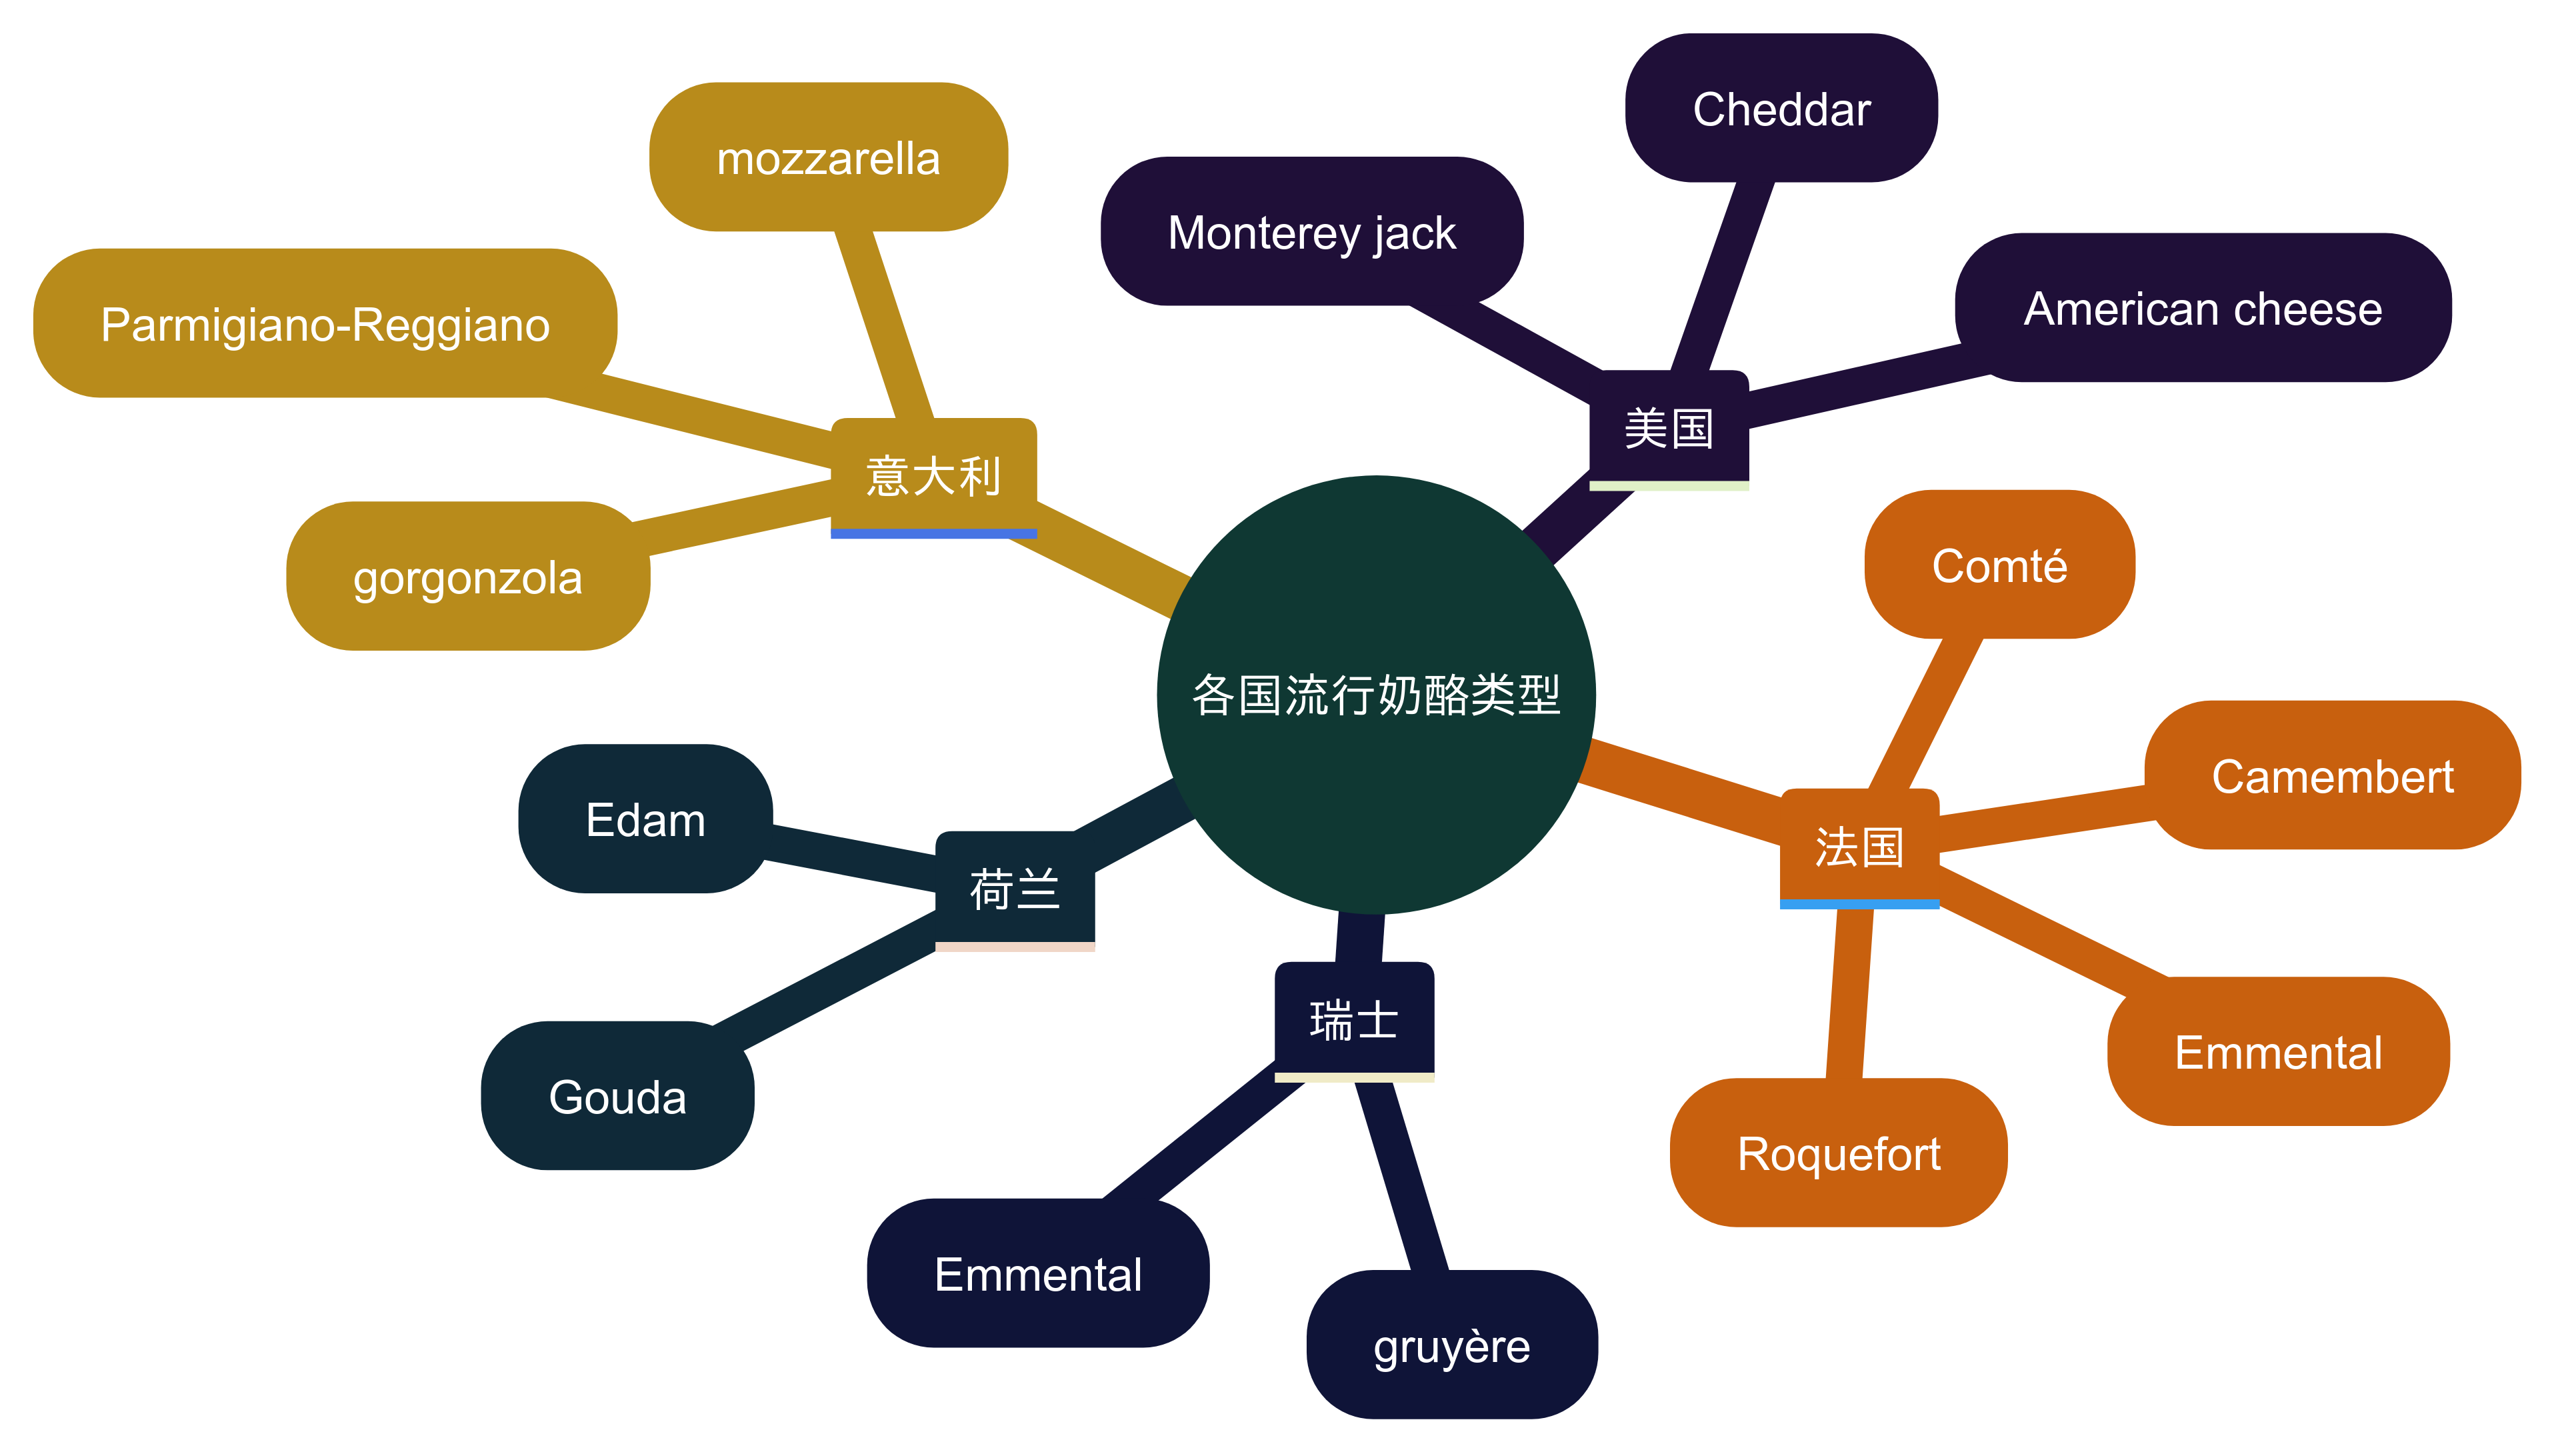 各国流行奶酪类型
美国
Monterey jack
Cheddar
American cheese
法国
Comté
Camembert
Emmental
Roquefort
瑞士
gruyère
Emmental
荷兰
Gouda
Edam
意大利
gorgonzola
Parmigiano-Reggiano
mozzarella